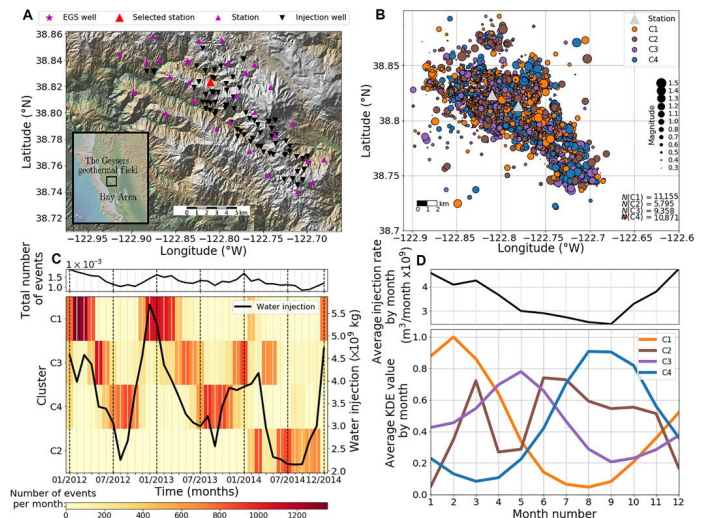 A
EGS well
Selected station
Station
Injection well
38.86
38.84
38.82
38.80
38.78
38.76
38.74
38.72
Latitude (°N)
The Geysers
geothermal field
Bay Area
0 1 2 3 4 5 km
−122.95 −122.90 −122.85 −122.80 −122.75 −122.70
Longitude (°W)
B
Station
C1
C2
C3
C4
38.90
38.85
38.80
38.75
38.7
Latitude (°N)
Magnitude
1.5
1.4
1.3
1.2
1.1
1.0
0.8
0.7
0.6
0.5
0.4
0.3
km
0 1 2
N(C1) = 11,155
N(C2) = 5,795
N(C3) = 9,358
N(C4) = 10,871
−122.9 −122.85 −122.8 −122.75 −122.7 −122.65 −122.6
Longitude (°W)
C
Total number
of events
1e−3
1.5
1.0
Water injection
C1
C3
C4
C2
Cluster
5.5
5.0
4.5
4.0
3.5
3.0
2.5
2.0
Water injection (×10⁹ kg)
01/2012 07/2012 01/2013 07/2013 01/2014 07/2014 12/2014
Time (months)
Number of events
per month:
0 200 400 600 800 1000 1200
D
Average injection rate
by month
(m³/month x10⁹)
4
3
C1
C2
C3
C4
1.0
0.8
0.6
0.4
0.2
0.0
Average KDE value
by month
1 2 3 4 5 6 7 8 9 10 11 12
Month number